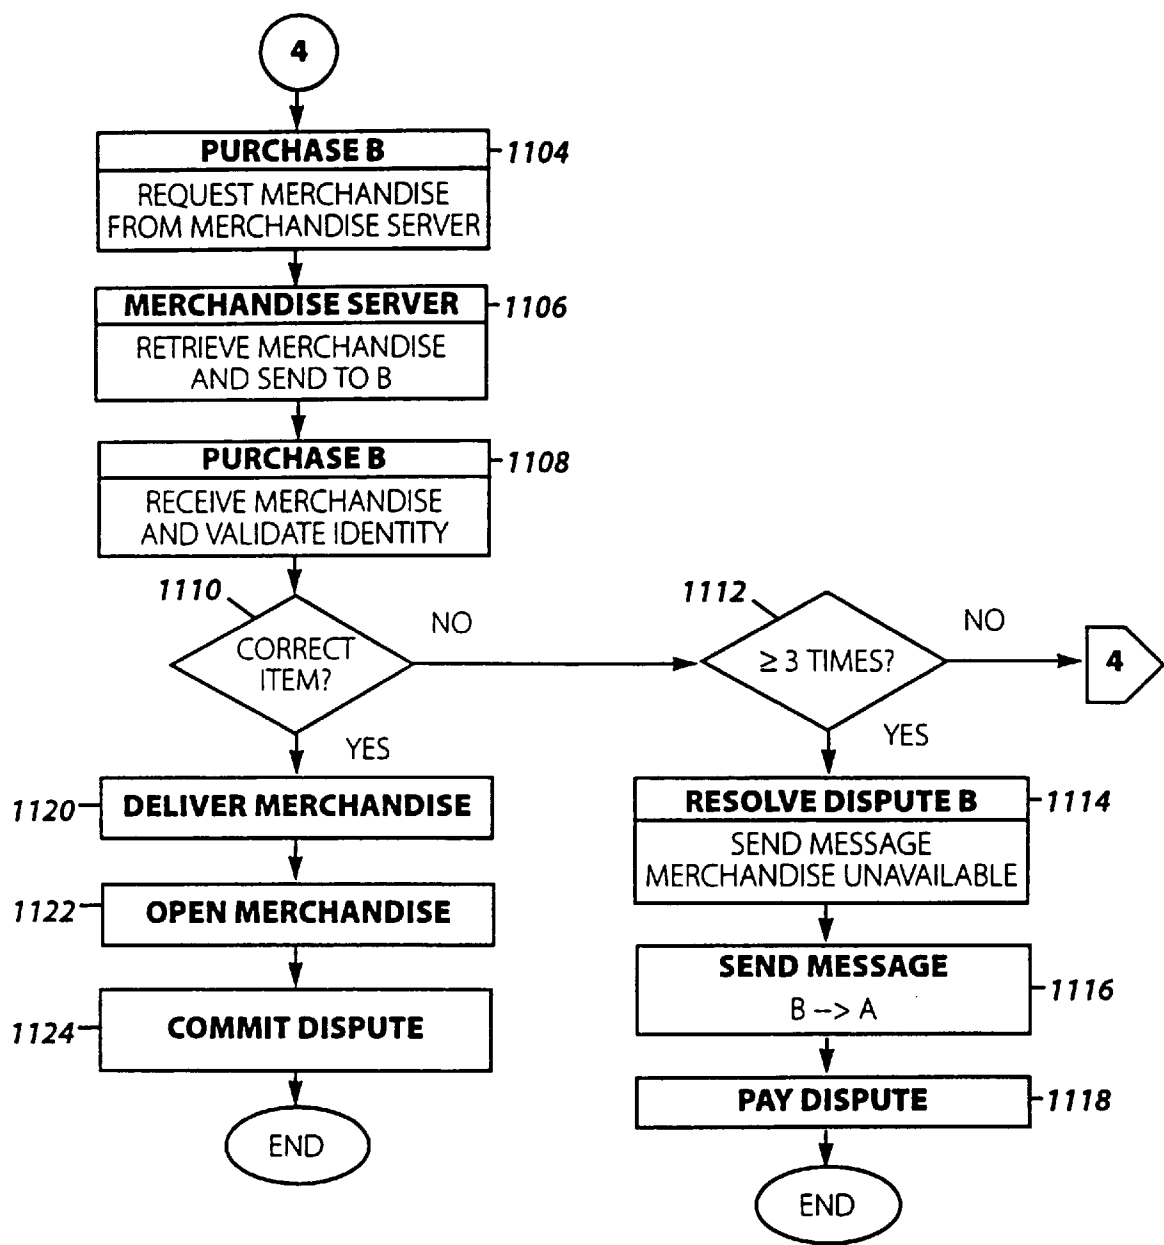 4
PURCHASE B
1104
REQUEST MERCHANDISE
FROM MERCHANDISE SERVER
MERCHANDISE SERVER
1106
RETRIEVE MERCHANDISE
AND SEND TO B
PURCHASE B
1108
RECEIVE MERCHANDISE
AND VALIDATE IDENTITY
1110
CORRECT
ITEM?
NO
YES
1112
≥ 3 TIMES?
NO
4
YES
1120
DELIVER MERCHANDISE
1122
OPEN MERCHANDISE
1124
COMMIT DISPUTE
END
RESOLVE DISPUTE B
1114
SEND MESSAGE
MERCHANDISE UNAVAILABLE
SEND MESSAGE
B --> A
1116
PAY DISPUTE
1118
END